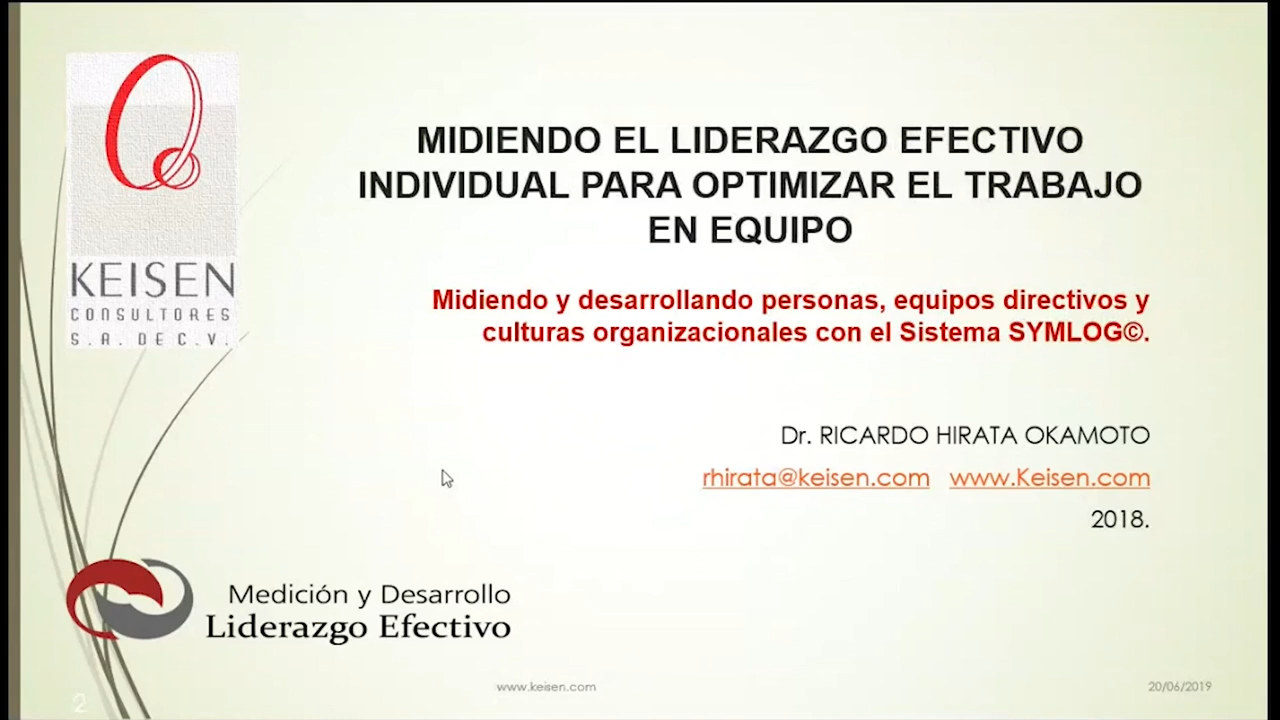 KEISEN
CONSULTORES
S.A. DE C.V.
MIDIENDO EL LIDERAZGO EFECTIVO
INDIVIDUAL PARA OPTIMIZAR EL TRABAJO
EN EQUIPO
Midiendo y desarrollando personas, equipos directivos y
culturas organizacionales con el Sistema SYMLOG©.
Dr. RICARDO HIRATA OKAMOTO
rhirata@keisen.com www.Keisen.com
2018.
Medición y Desarrollo
Liderazgo Efectivo
2
www.keisen.com
20/06/2019